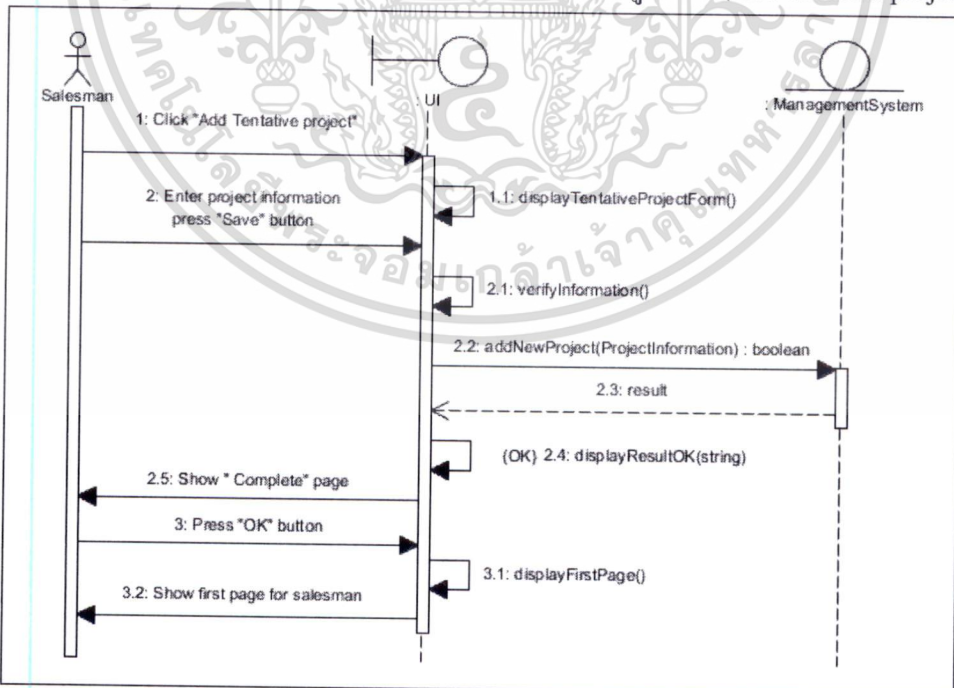 Salesman
: UI
: ManagementSystem
1: Click "Add Tentative project"
1.1: displayTentativeProjectForm()
2: Enter project information
press "Save" button
2.1: verifyInformation()
2.2: addNewProject(ProjectInformation) : boolean
2.3: result
{OK} 2.4: displayResultOK(string)
2.5: Show " Complete" page
3: Press "OK" button
3.1: displayFirstPage()
3.2: Show first page for salesman